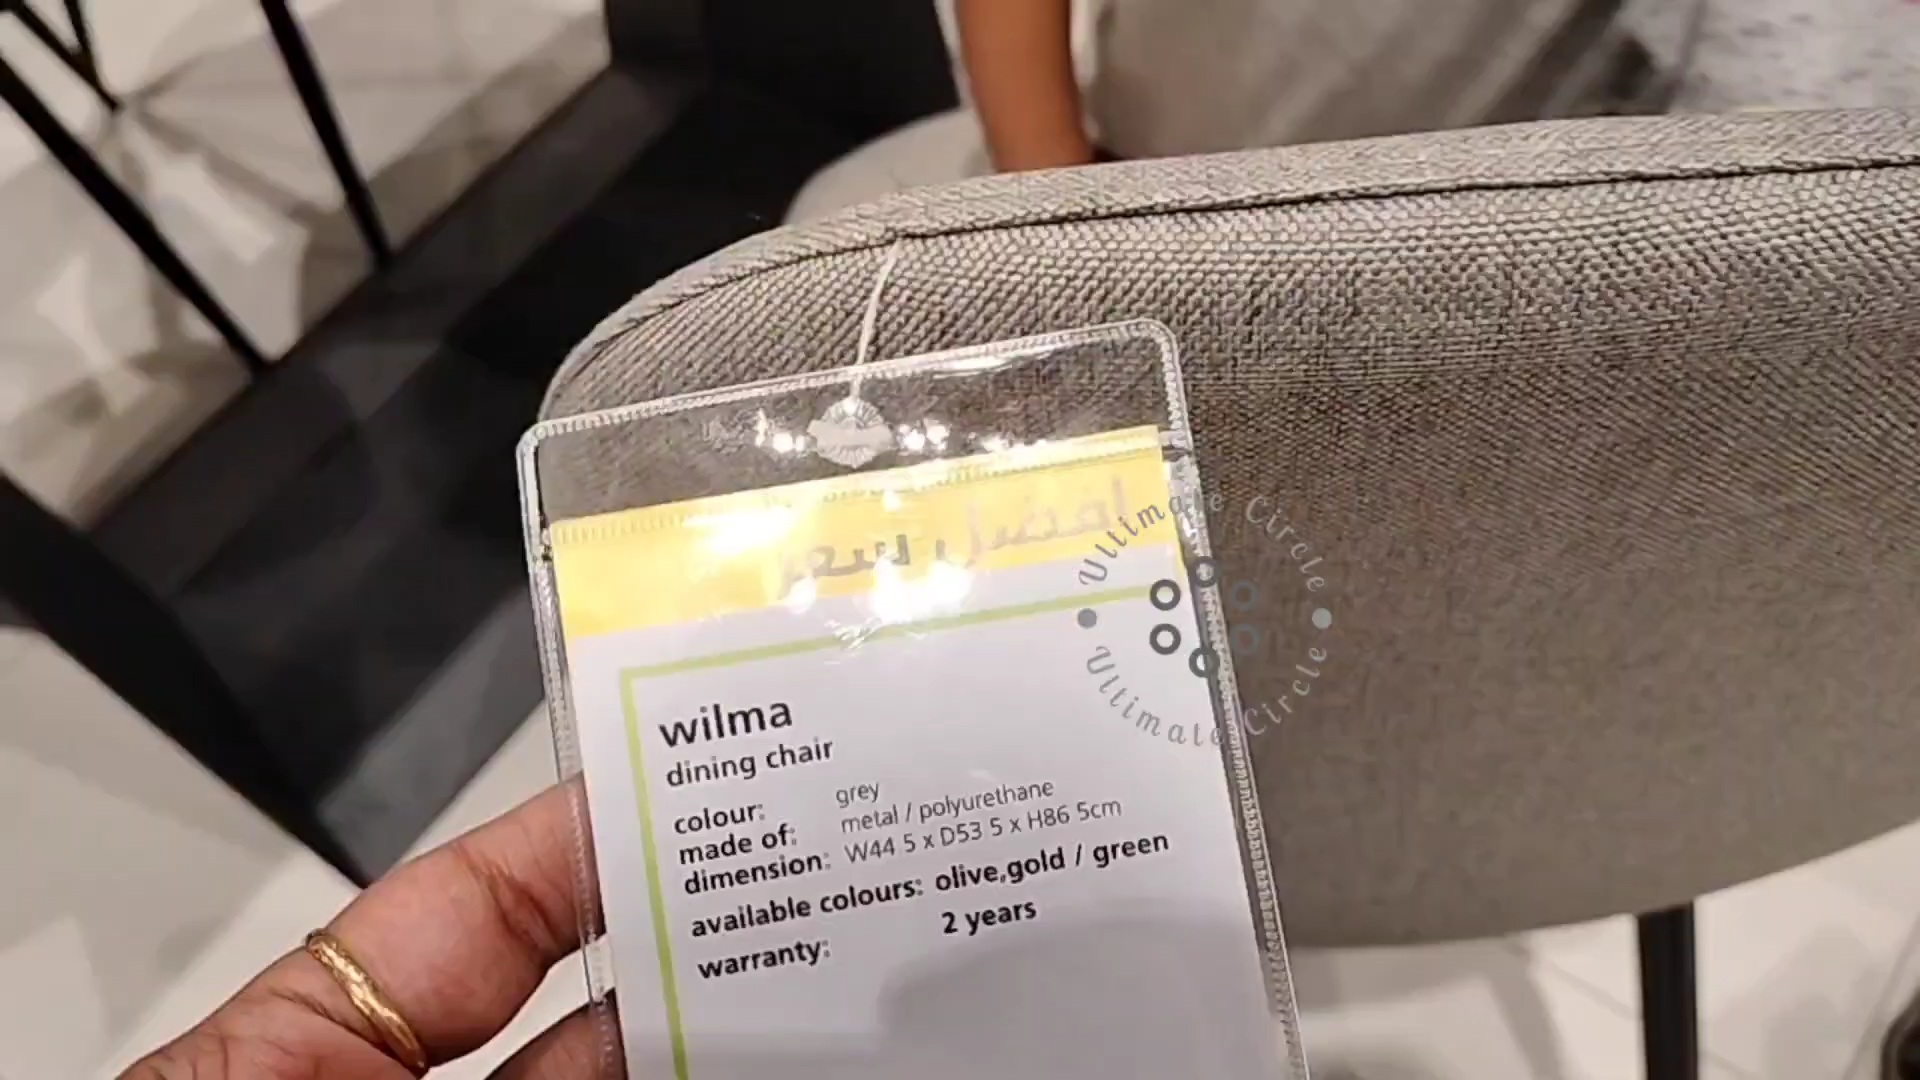 افضل سعر
wilma
dining chair
colour: grey
made of: metal / polyurethane
dimension: W44 5 x D53 5 x H86 5cm
available colours: olive,gold / green
warranty: 2 years
Ultimate Circle
Ultimate Circle